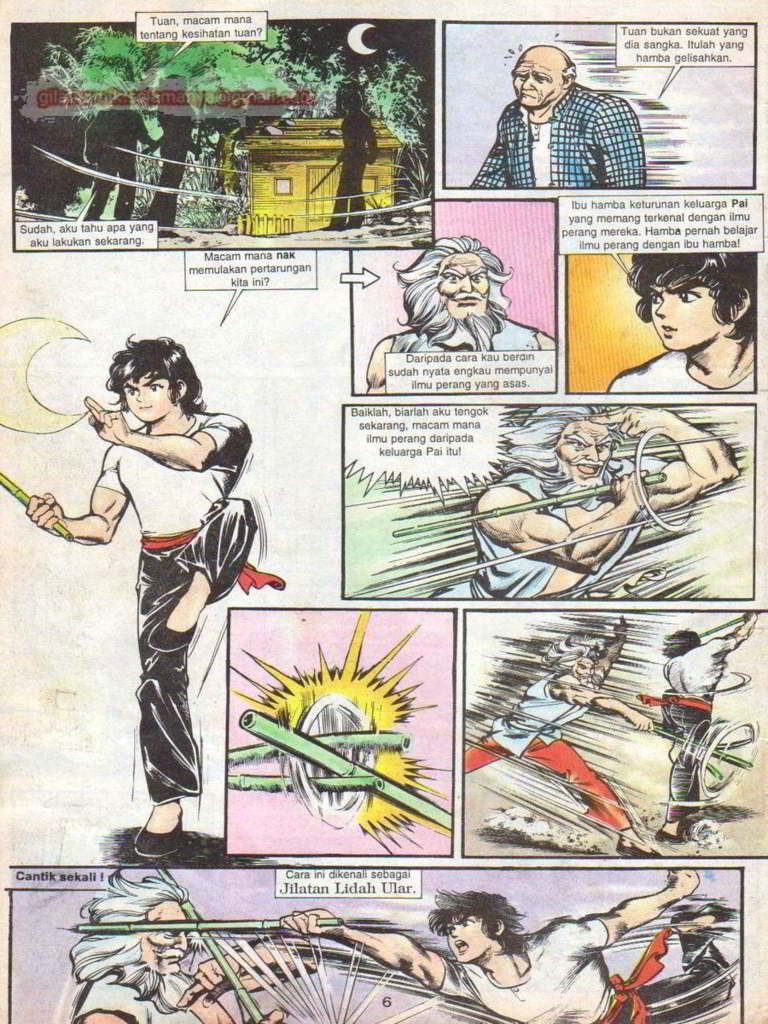 Tuan, macam mana
tentang kesihatan tuan?
Sudah, aku tahu apa yang
aku lakukan sekarang.
Tuan bukan sekuat yang
dia sangka. Itulah yang
hamba gelisahkan.
Macam mana nak
memulakan pertarungan
kita ini?
Daripada cara kau berdiri
sudah nyata engkau mempunyai
ilmu perang yang asas.
Ibu hamba keturunan keluarga Pai
yang memang terkenal dengan ilmu
perang mereka. Hamba pernah belajar
ilmu perang dengan ibu hamba!
Baiklah, biarlah aku tengok
sekarang, macam mana
ilmu perang daripada
keluarga Pai itu!
Cantik sekali !
Cara ini dikenali sebagai
Jilatan Lidah Ular.
6